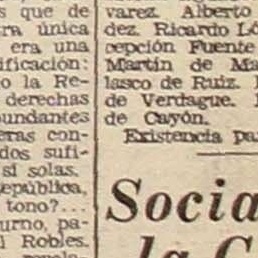 s que de
ra única
era una
ificación:
o la Re-
derechas
undantes
eras con-
dos sufi-
si solas.
epública,
tono?...
urno, pa-
l Robles.
varez. Alberto
dez. Ricardo Ló
cepción Fuente
Martín de Ma
lasco de Ruiz.
de Verdague.
de Cayón.
Existencia pa
Socia
la C